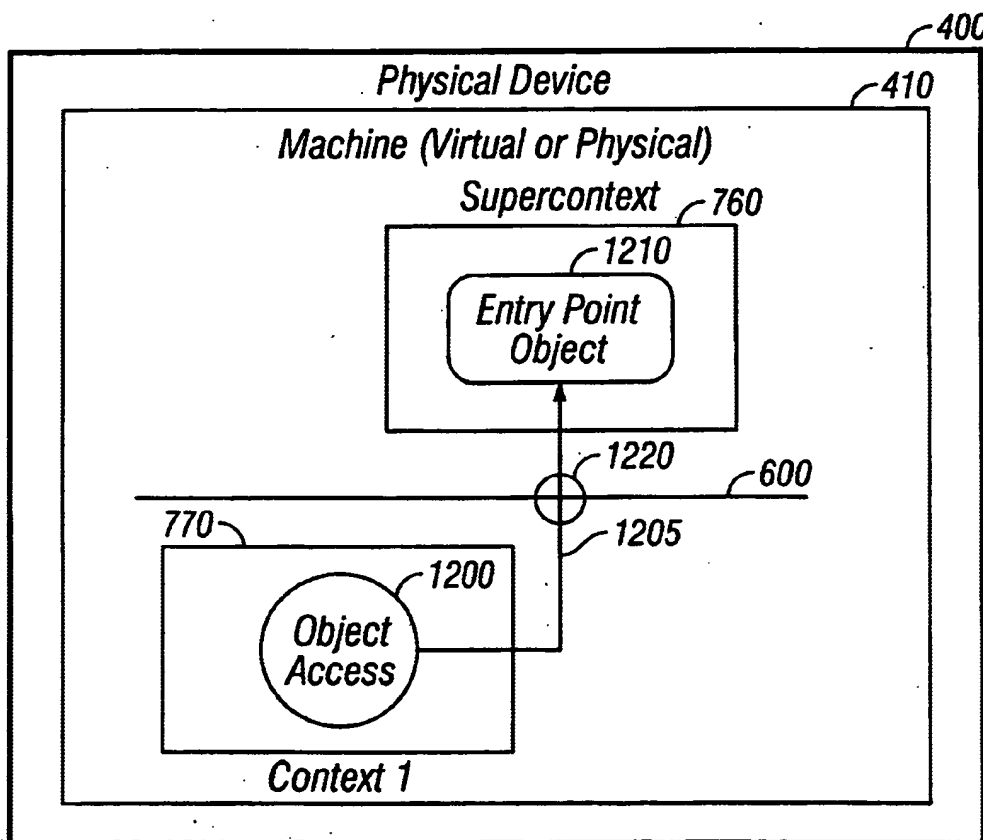 400
Physical Device
410
Machine (Virtual or Physical)
Supercontext
760
1210
Entry Point
Object
1220
600
770
1205
1200
Object
Access
Context 1